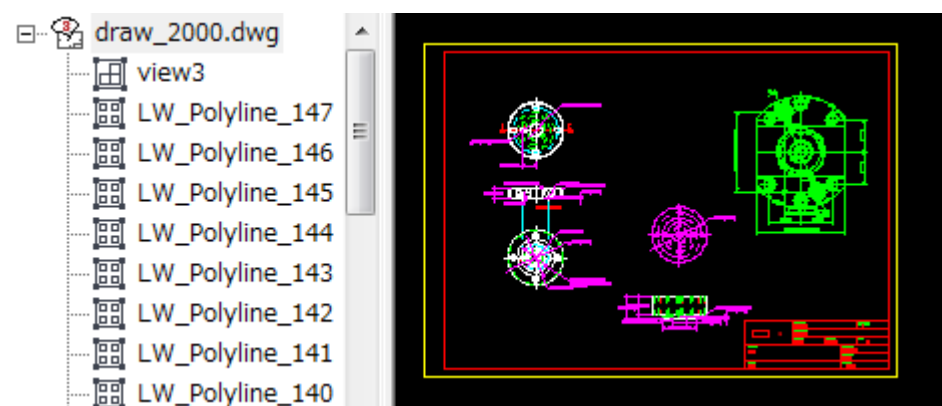 draw_2000.dwg
view3
LW_Polyline_147
LW_Polyline_146
LW_Polyline_145
LW_Polyline_144
LW_Polyline_143
LW_Polyline_142
LW_Polyline_141
LW_Polyline_140